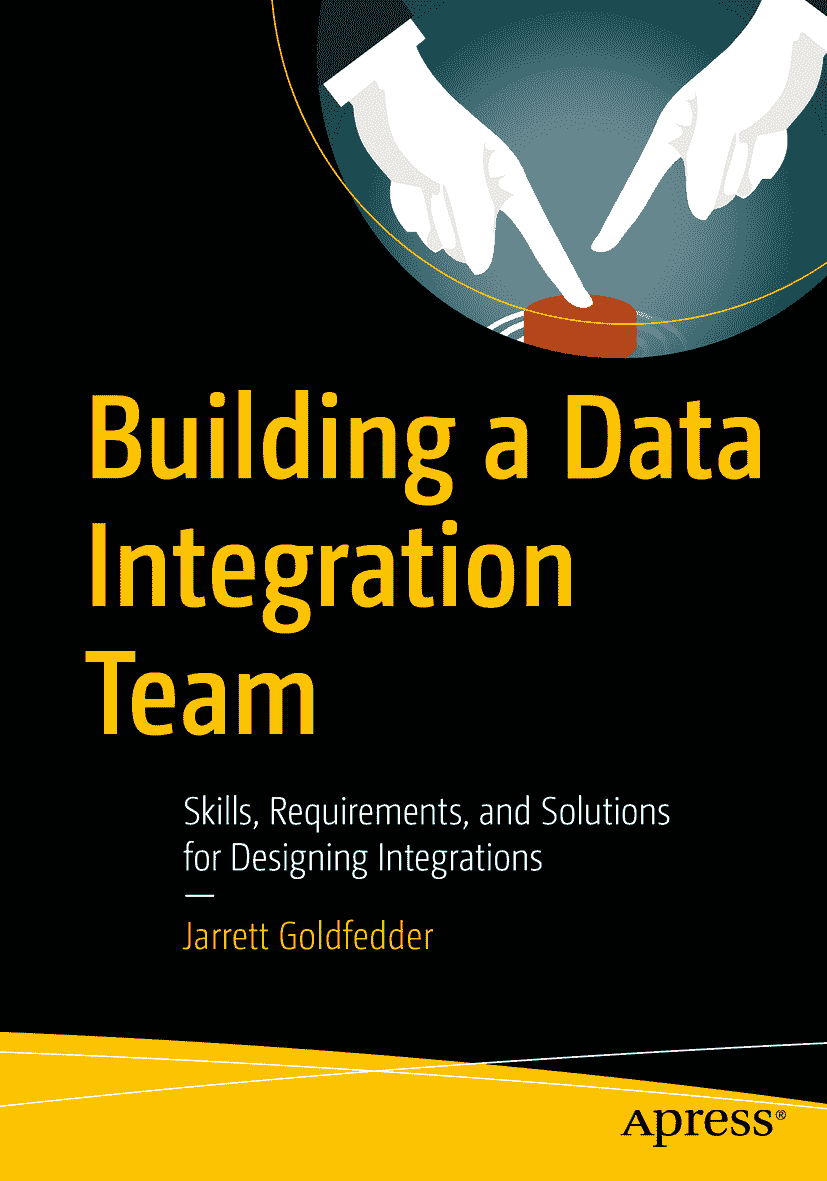 Building a Data
Integration
Team
Skills, Requirements, and Solutions
for Designing Integrations
—
Jarrett Goldfedder
Apress®